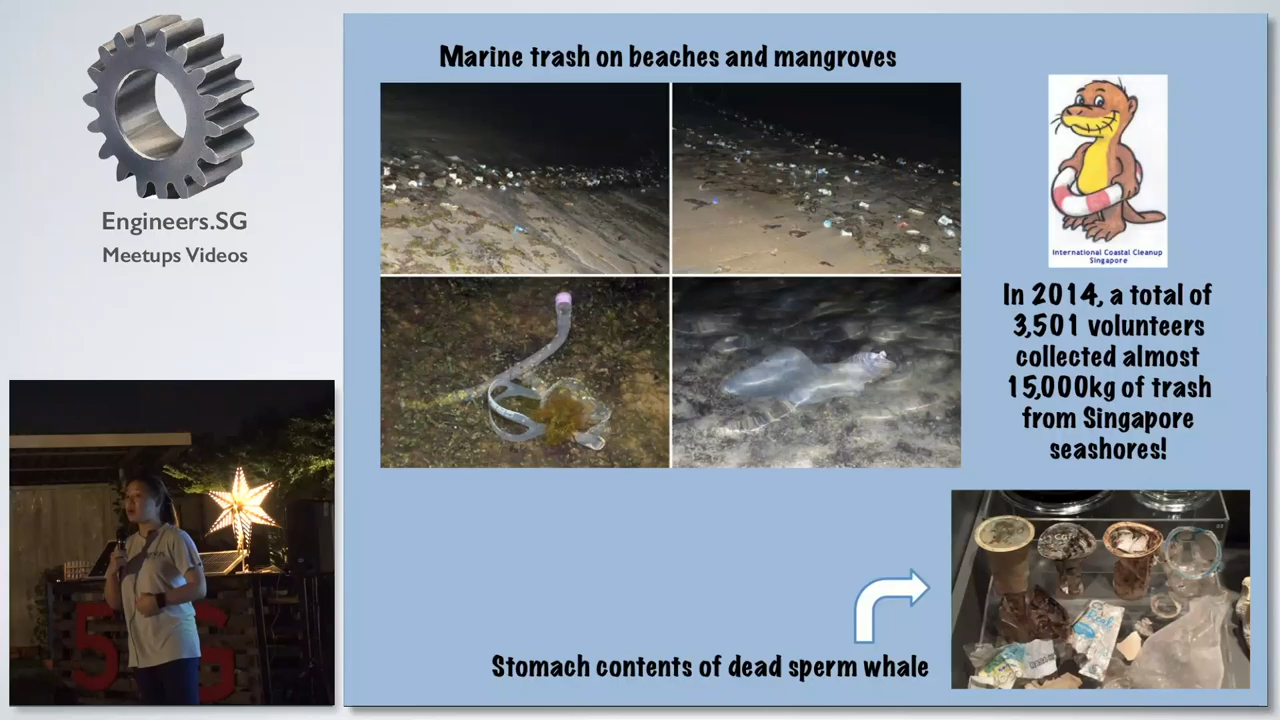 Engineers.SG
Meetups Videos
Marine trash on beaches and mangroves
International Coastal Cleanup
Singapore
In 2014, a total of
3,501 volunteers
collected almost
15,000kg of trash
from Singapore
seashores!
Stomach contents of dead sperm whale